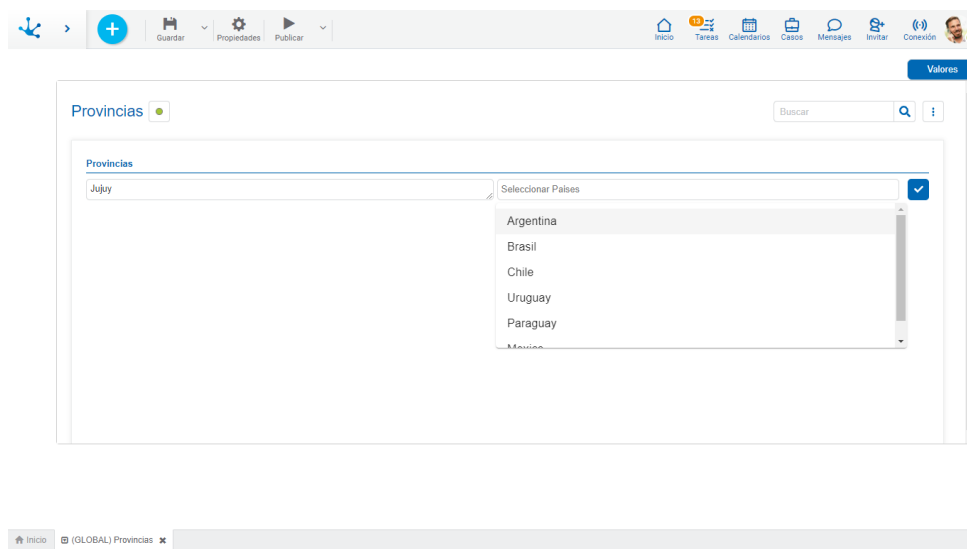 Guardar
Propiedades
Publicar
Inicio
13
Tareas
Calendarios
Casos
Mensajes
Invitar
Conexión
Valores
Provincias
Buscar
Provincias
Jujuy
Seleccionar Países
Argentina
Brasil
Chile
Uruguay
Paraguay
Mexico
Inicio
(GLOBAL) Provincias